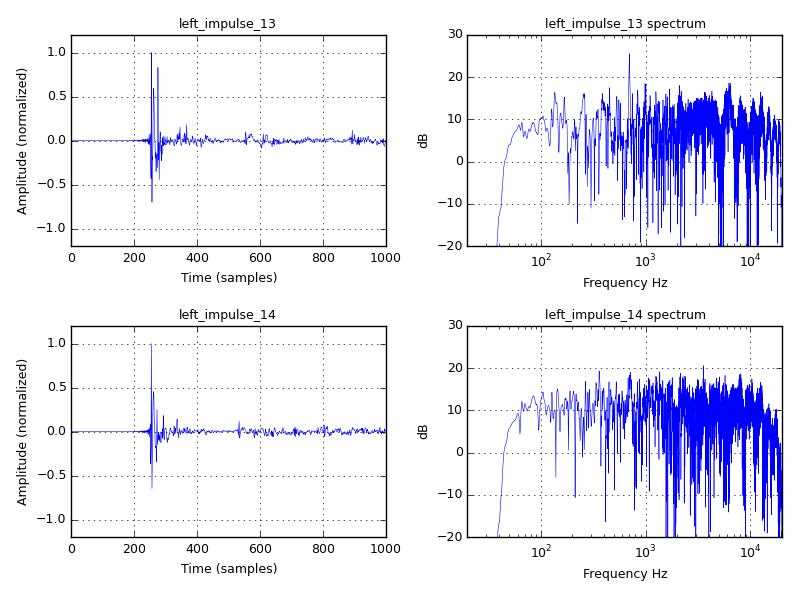 left_impulse_13
1.0
0.5
0.0
−0.5
−1.0
Amplitude (normalized)
0 200 400 600 800 1000
Time (samples)
left_impulse_13 spectrum
30
20
10
0
−10
−20
dB
10² 10³ 10⁴
Frequency Hz
left_impulse_14
1.0
0.5
0.0
−0.5
−1.0
Amplitude (normalized)
0 200 400 600 800 1000
Time (samples)
left_impulse_14 spectrum
30
20
10
0
−10
−20
dB
10² 10³ 10⁴
Frequency Hz